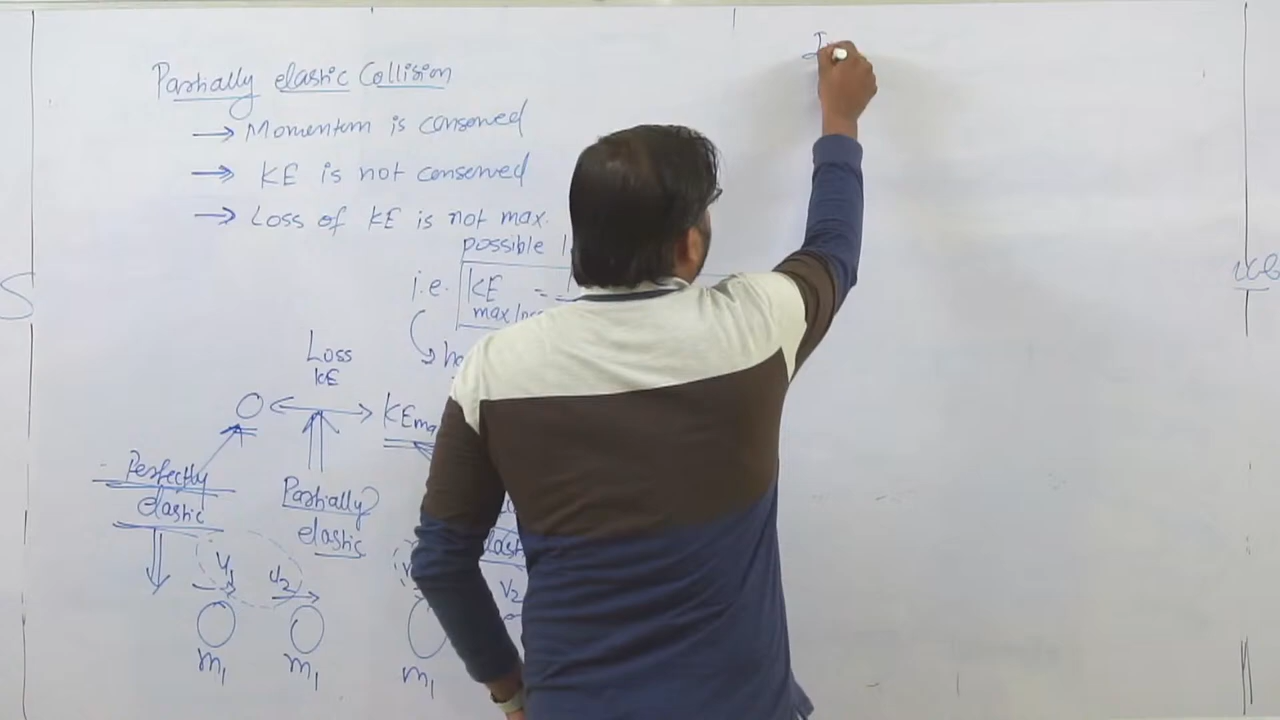 Partially elastic Collision
→ Momentum is conserved
→ KE is not conserved
→ Loss of KE is not max.
possible
i.e. KE =
max
Loss
KE
O ↔ KEma
Perfectly
elastic
Partially
elastic
u1 u2
V2
m1 m1 m1